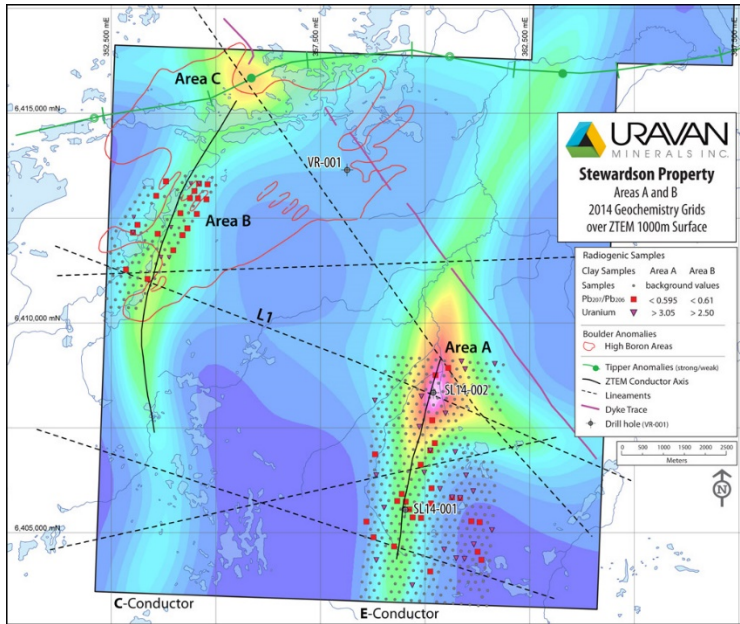 352,500 mE
357,500 mE
362,500 mE
367,500 mE
6,415,000 mN
6,410,000 mN
6,405,000 mN
Area C
VR-001
Area B
L1
Area A
SL14-002
SL14-001
C-Conductor
E-Conductor
URAVAN
MINERALS INC.
Stewardson Property
Areas A and B
2014 Geochemistry Grids
over ZTEM 1000m Surface
Radiogenic Samples
Clay Samples Area A Area B
Samples background values
Pb207/Pb206 < 0.595 < 0.61
Uranium > 3.05 > 2.50
Boulder Anomalies
High Boron Areas
Tipper Anomalies (strong/weak)
ZTEM Conductor Axis
Lineaments
Dyke Trace
Drill hole (VR-001)
0 500 1000 1500 2000 2500
Meters
N